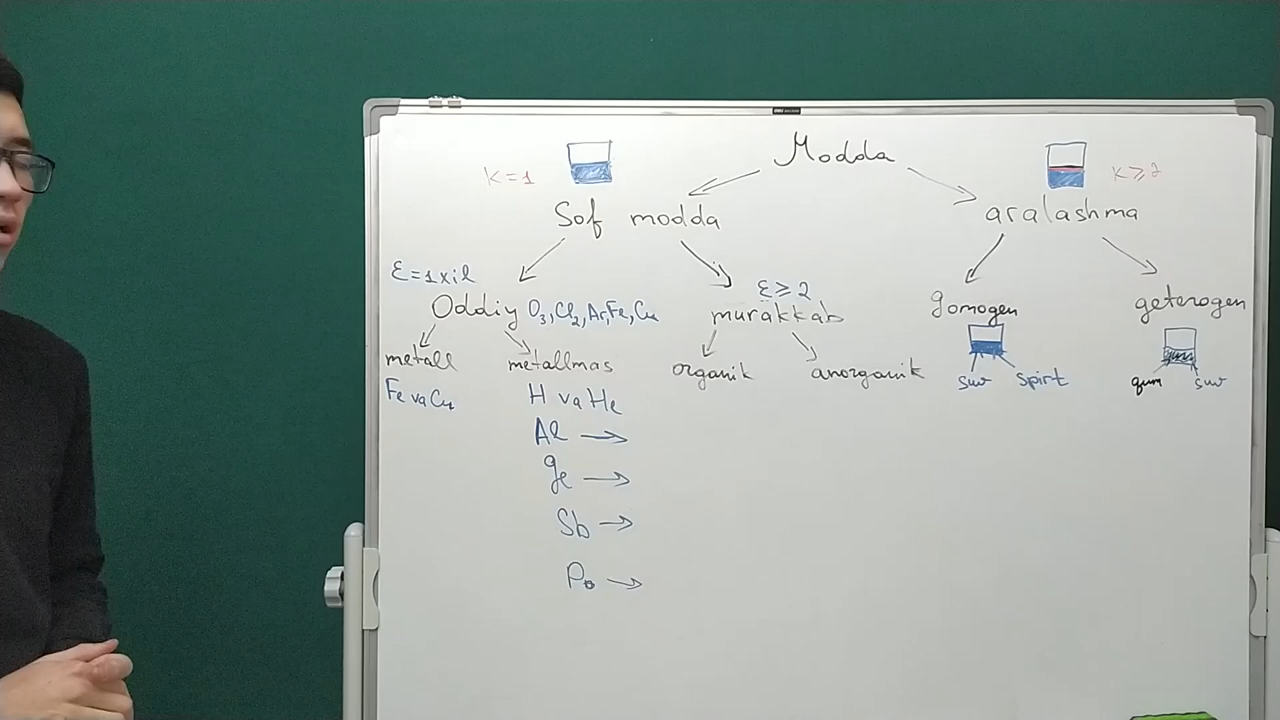 Modda
K=1
K≥2
Sof modda
aralashma
Ɛ=1xil
Ɛ≥2
Oddiy O₃, Cl₂, Ar, Fe, Cu
murakkab
gomogen
geterogen
metall
metallmas
organik
anorganik
suv
spirt
qum
suv
Fe va Cu
H va He
Al →
ge →
Sb →
Po →